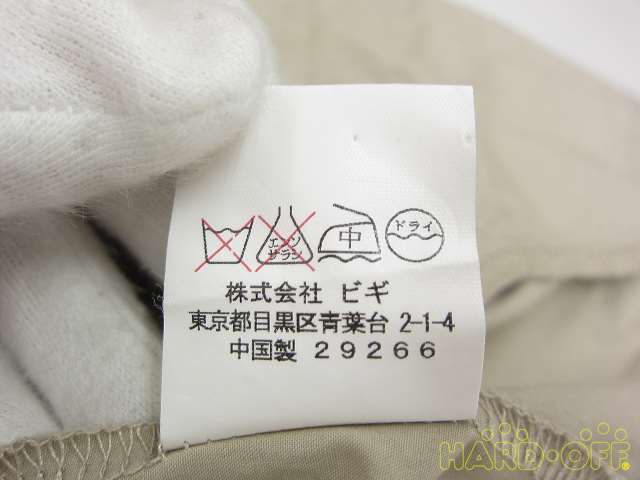 エンソ
サラシ
中
ドライ
株式会社 ビギ
東京都目黒区青葉台 2-1-4
中国製 29266
HARD-OFF